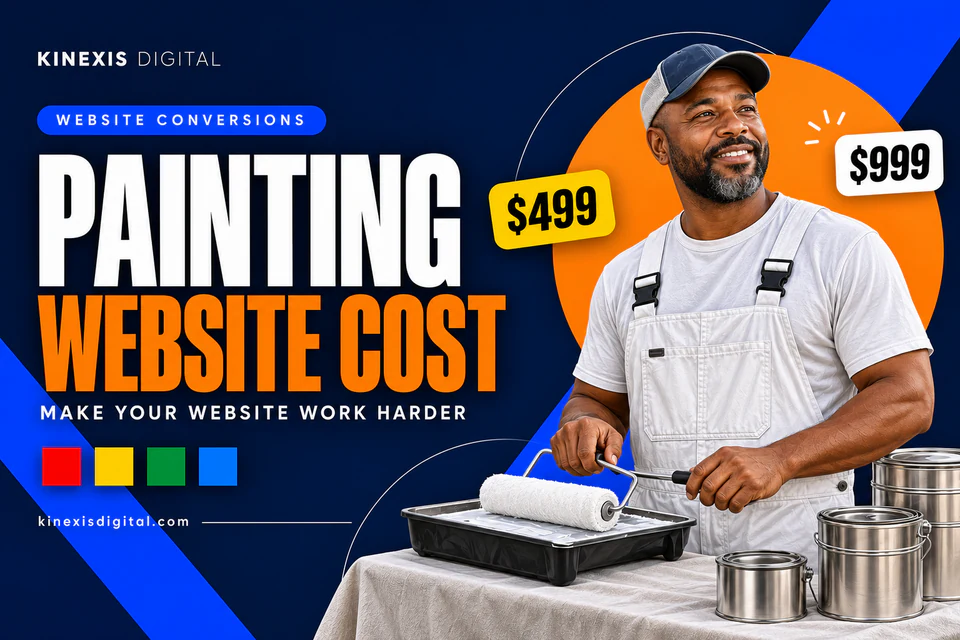 KINEXIS DIGITAL
WEBSITE CONVERSIONS
PAINTING
WEBSITE COST
MAKE YOUR WEBSITE WORK HARDER
kinexisdigital.com
$499
$999